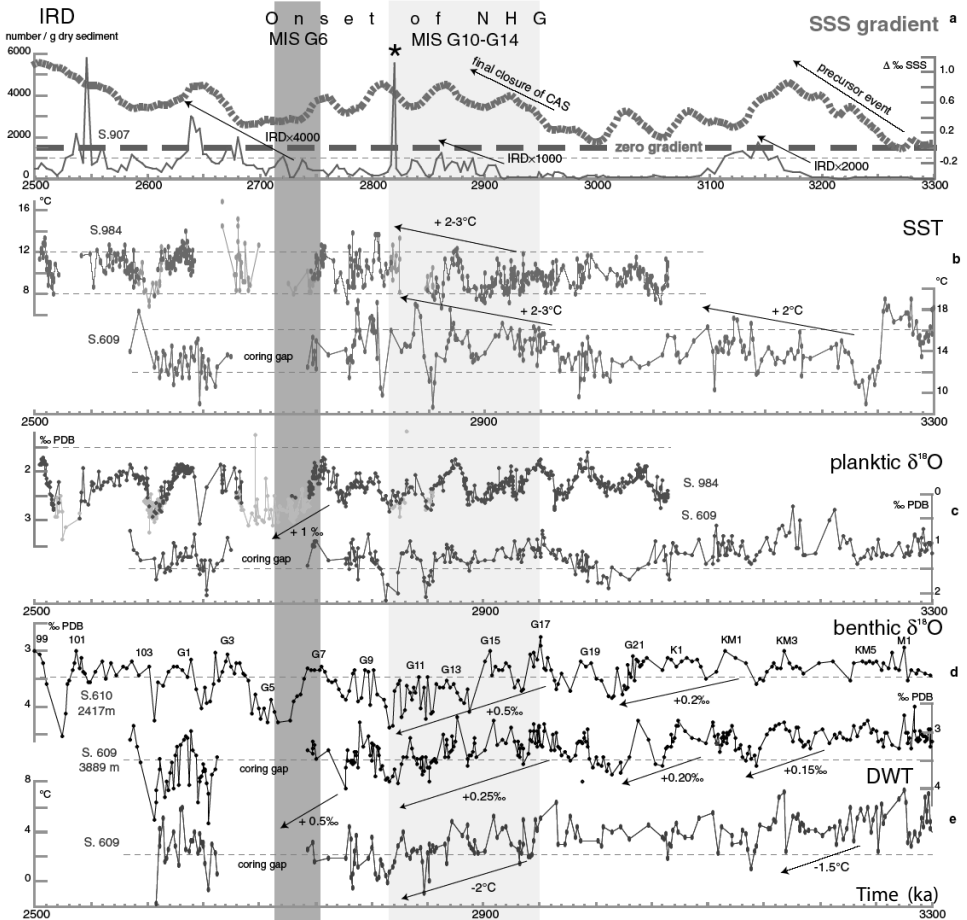 Onset of NHG
IRD
SSS gradient
a
number / g dry sediment
MIS G6
MIS G10-G14
*
6000
4000
2000
0
Δ ‰ SSS
1.0
0.6
0.2
-0.2
final closure of CAS
precursor event
S.907
IRD×4000
IRD×1000
zero gradient
IRD×2000
2500
2600
2700
2800
2900
3000
3100
3200
3300
°C
16
12
8
S.984
+ 2-3°C
SST
b
°C
18
14
10
S.609
+ 2-3°C
+ 2°C
coring gap
2500
2900
3300
‰ PDB
2
3
planktic δ18O
S. 984
0
‰ PDB
c
S. 609
+ 1 ‰
coring gap
1
2
2500
2900
3300
‰ PDB
benthic δ18O
99
101
103
G1
G3
G5
G7
G9
G11
G13
G15
G17
G19
G21
K1
KM1
KM3
KM5
M1
3
4
d
S.610
2417m
+0.5‰
+0.2‰
‰ PDB
3
4
S. 609
3889 m
coring gap
+ 0.5‰
+0.25‰
+0.20‰
+0.15‰
DWT
8
°C
4
0
e
S. 609
coring gap
-2°C
-1.5°C
Time (ka)
2500
2900
3300